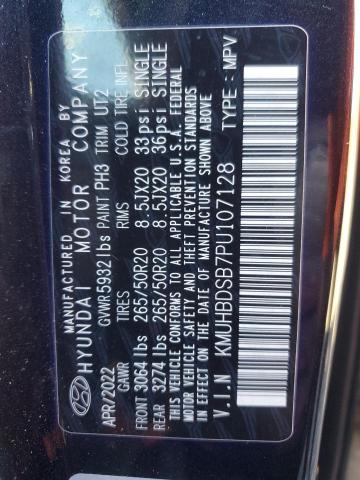 MANUFACTURED IN KOREA BY
HYUNDAI MOTOR COMPANY
APR/2022 GVWR 5932 lbs PAINT PH3 TRIM UT2
GAWR TIRES RIMS COLD TIRE INFL.
FRONT 3064 lbs 265/50R20 8.5JX20 33psi SINGLE
REAR 3274 lbs 265/50R20 8.5JX20 36psi SINGLE
THIS VEHICLE CONFORMS TO ALL APPLICABLE U.S.A. FEDERAL
MOTOR VEHICLE SAFETY AND THEFT PREVENTION STANDARDS
IN EFFECT ON THE DATE OF MANUFACTURE SHOWN ABOVE.
V.I.N : KMUHBDSB7PU107128 TYPE : MPV